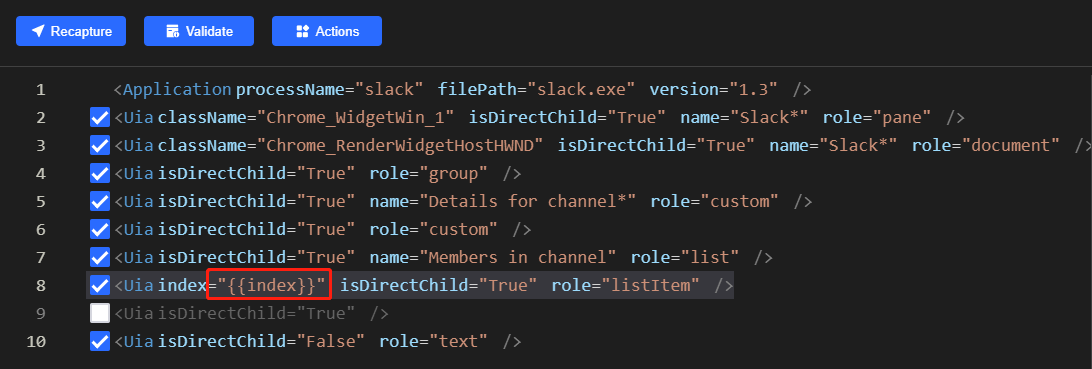 Recapture Validate Actions
1 <Application processName="slack" filePath="slack.exe" version="1.3" />
2 <Uia className="Chrome_WidgetWin_1" isDirectChild="True" name="Slack*" role="pane" />
3 <Uia className="Chrome_RenderWidgetHostHWND" isDirectChild="True" name="Slack*" role="document" />
4 <Uia isDirectChild="True" role="group" />
5 <Uia isDirectChild="True" name="Details for channel*" role="custom" />
6 <Uia isDirectChild="True" role="custom" />
7 <Uia isDirectChild="True" name="Members in channel" role="list" />
8 <Uia index="{{index}}" isDirectChild="True" role="listItem" />
9 <Uia isDirectChild="True" />
10 <Uia isDirectChild="False" role="text" />